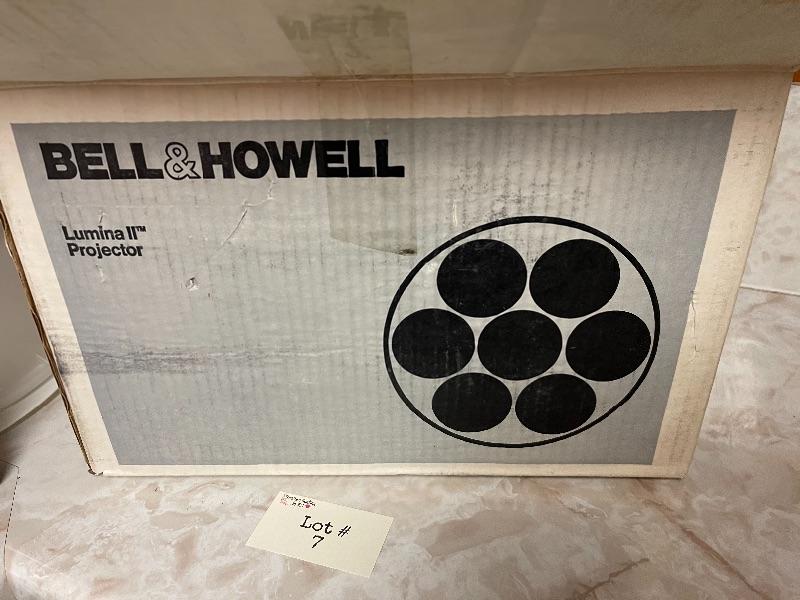 BELL&HOWELL
Lumina II™
Projector
Lot #
7